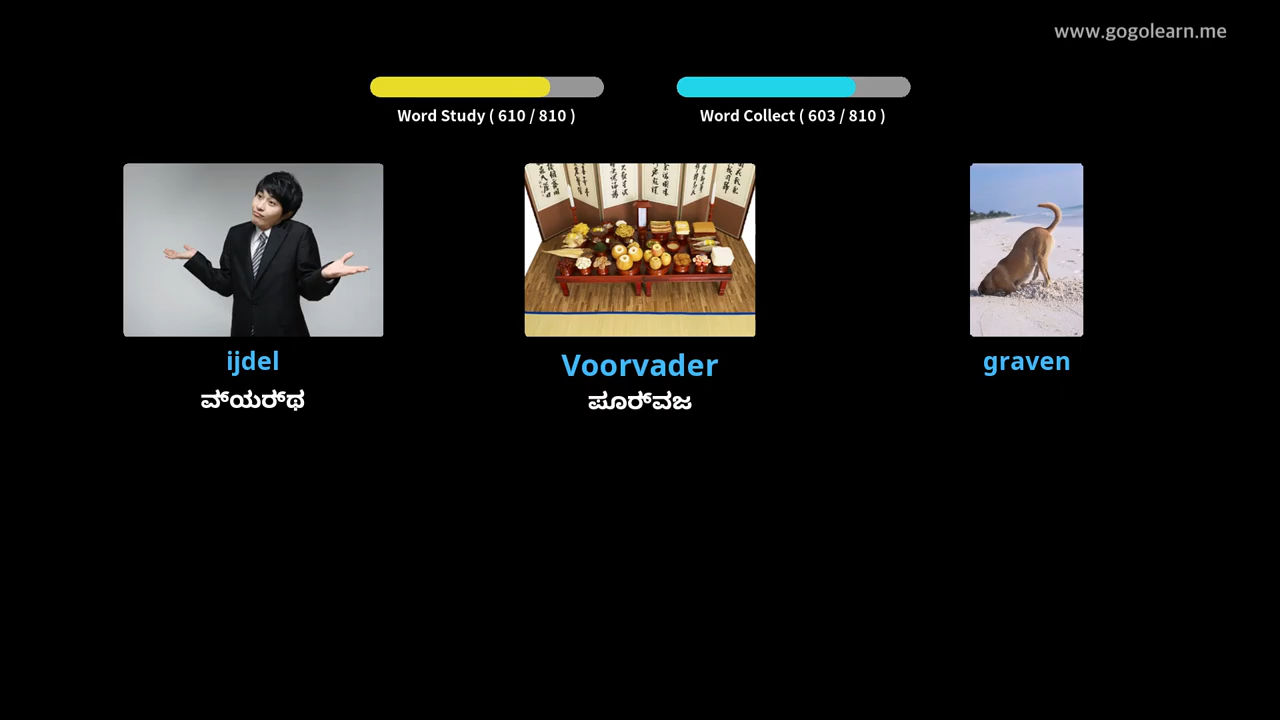 www.gogolearn.me
Word Study ( 610 / 810 )
Word Collect ( 603 / 810 )
ijdel
Voorvader
graven
ವ್‌ಯರ್‌ಥ
ಪೂರ್‌ವಜ